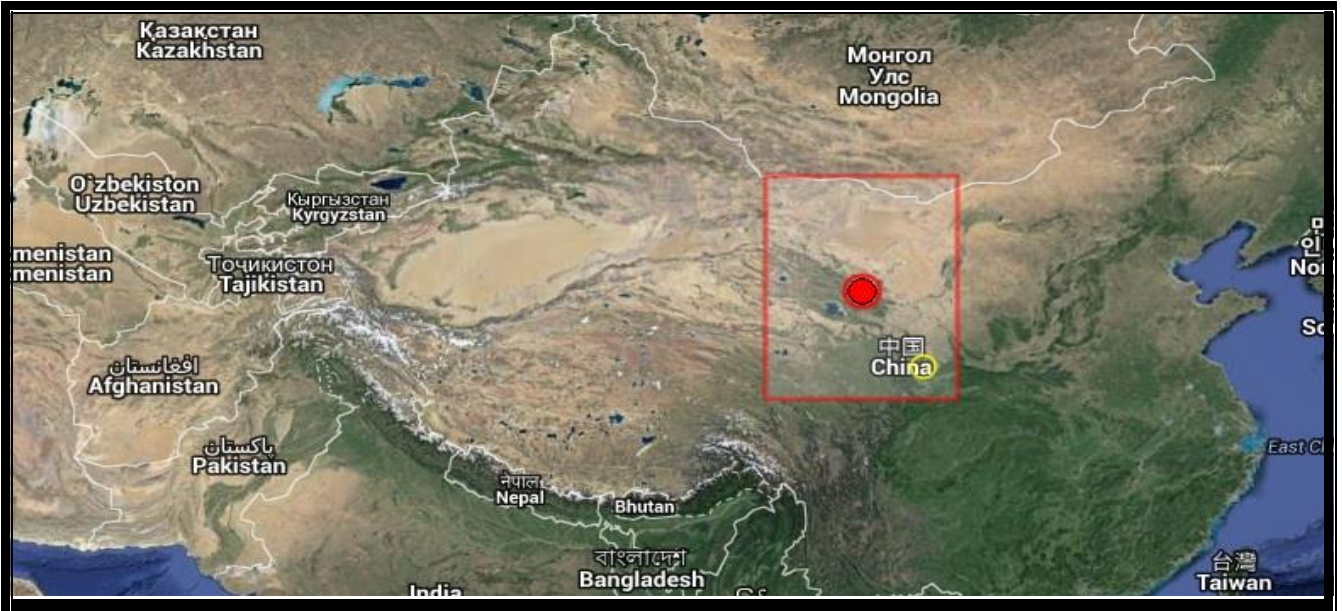 Қазақстан
Kazakhstan
Монгол
Улс
Mongolia
O`zbekiston
Uzbekistan
Кыргызстан
Kyrgyzstan
menistan
menistan
Тоҷикистон
Tajikistan
No
So
中国
China
افغانستان
Afghanistan
پاکستان
Pakistan
East C
नेपाल
Nepal
Bhutan
বাংলাদেশ
Bangladesh
India
台灣
Taiwan